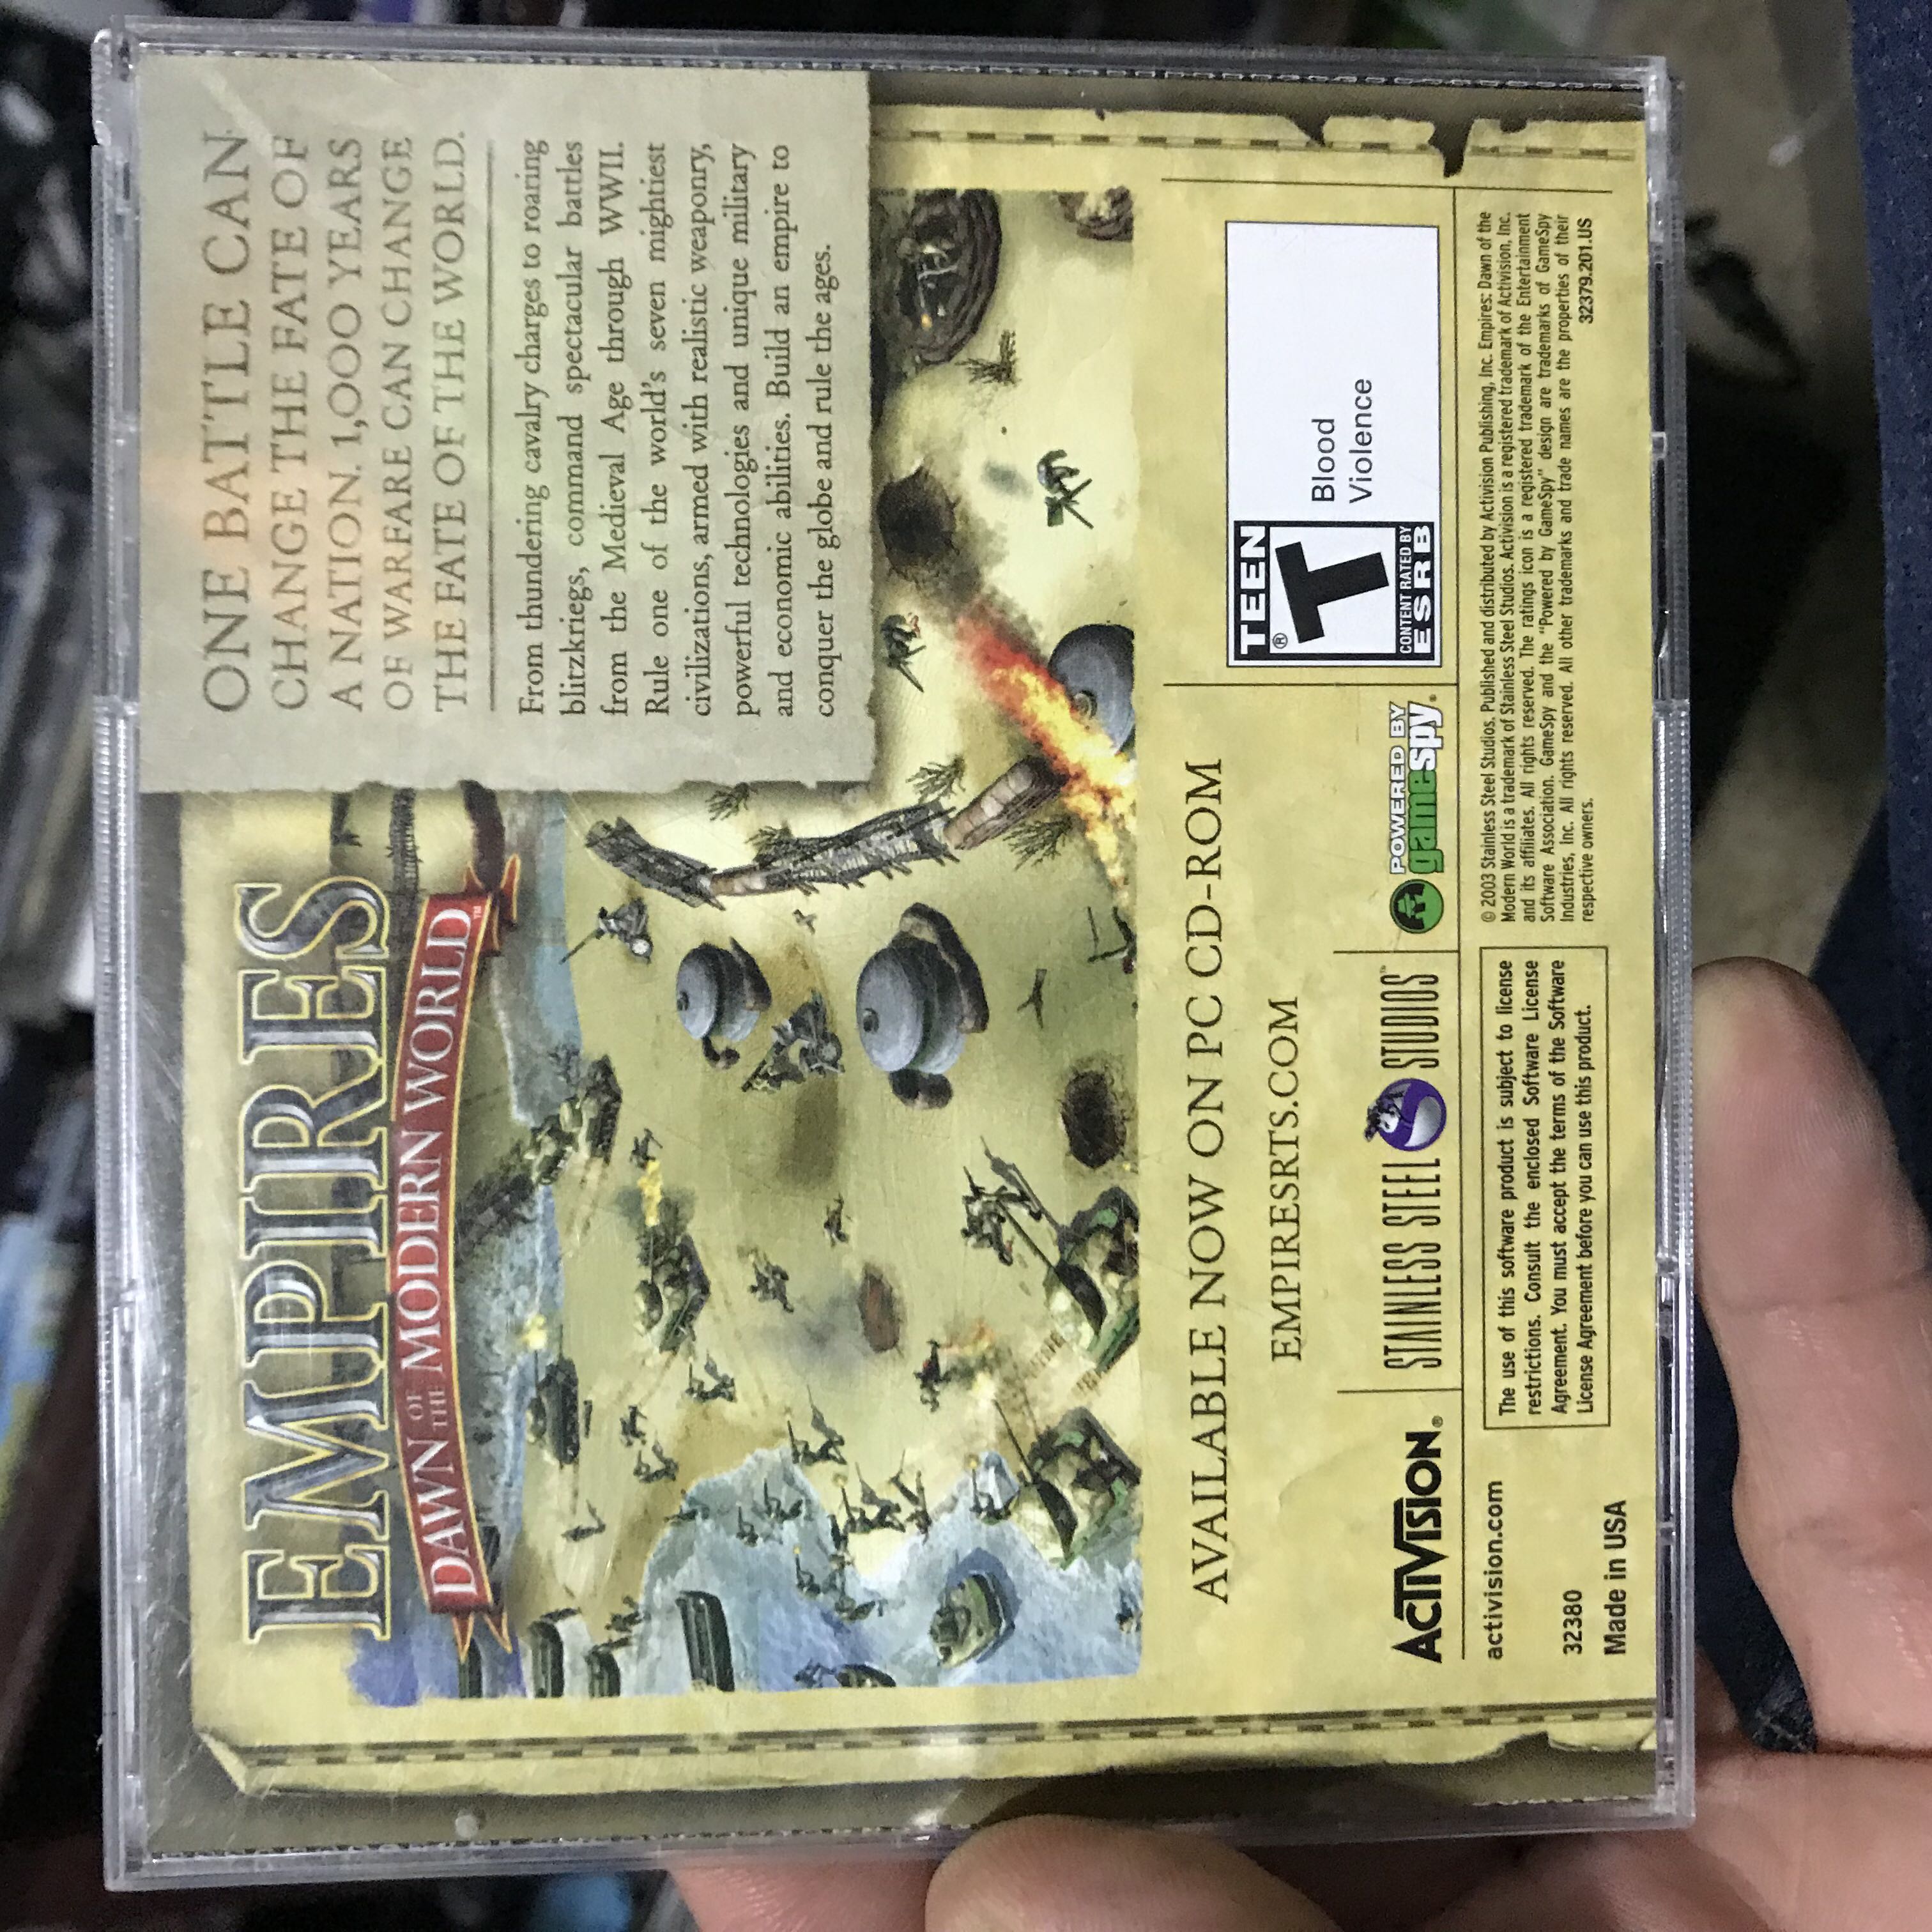 EMPIRES
DAWN OF THE MODERN WORLD™
ONE BATTLE CAN
CHANGE THE FATE OF
A NATION. 1,000 YEARS
OF WARFARE CAN CHANGE
THE FATE OF THE WORLD.
From thundering cavalry charges to roaring
blitzkriegs, command spectacular battles
from the Medieval Age through WWII.
Rule one of the world's seven mightiest
civilizations, armed with realistic weaponry,
powerful technologies and unique military
and economic abilities. Build an empire to
conquer the globe and rule the ages.
AVAILABLE NOW ON PC CD-ROM
EMPIRESRTS.COM
ACTIVISION®
STAINLESS STEEL STUDIOS™
POWERED BY
gamespy.
TEEN
T®
CONTENT RATED BY
ESRB
Blood
Violence
activision.com
32380
Made in USA
The use of this software product is subject to license
restrictions. Consult the enclosed Software License
Agreement. You must accept the terms of the Software
License Agreement before you can use this product.
© 2003 Stainless Steel Studios. Published and distributed by Activision Publishing, Inc. Empires: Dawn of the
Modern World is a trademark of Stainless Steel Studios. Activision is a registered trademark of Activision, Inc.
and its affiliates. All rights reserved. The ratings icon is a registered trademark of the Entertainment
Software Association. GameSpy and the "Powered by GameSpy" design are trademarks of GameSpy
Industries, Inc. All rights reserved. All other trademarks and trade names are the properties of their
respective owners.
32379.201.US